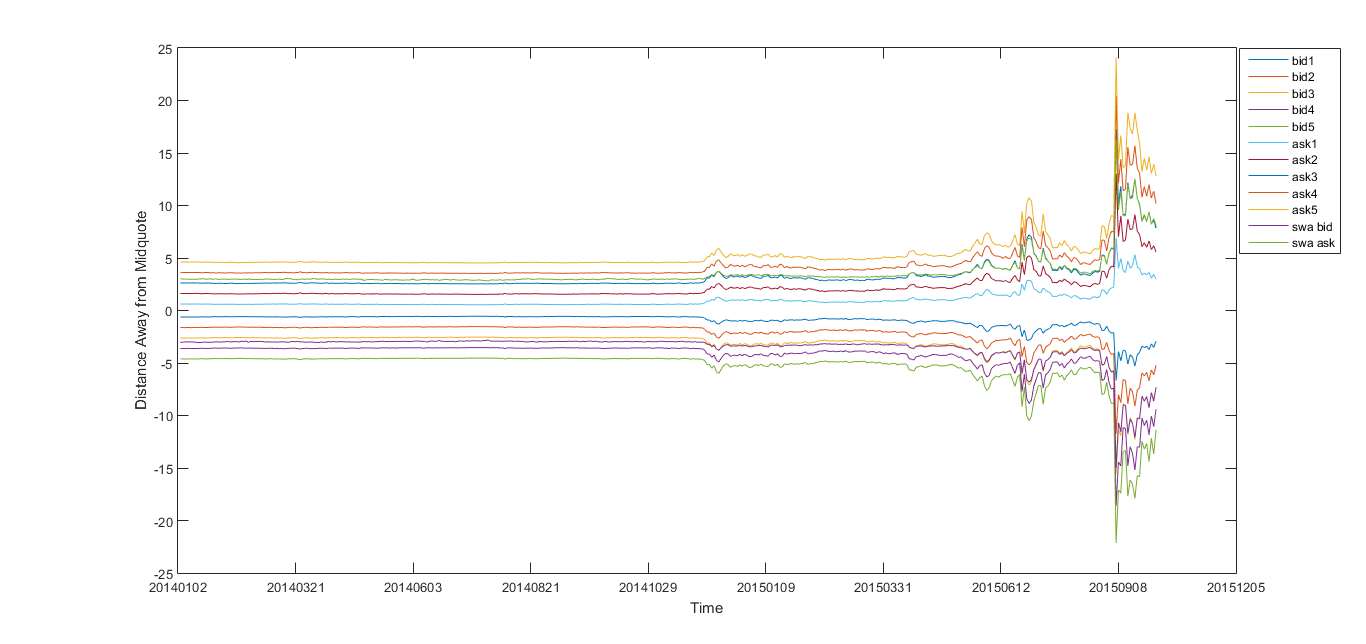 25
20
15
10
5
0
-5
-10
-15
-20
-25
Distance Away from Midquote
20140102 20140321 20140603 20140821 20141029 20150109 20150331 20150612 20150908 20151205
Time
bid1
bid2
bid3
bid4
bid5
ask1
ask2
ask3
ask4
ask5
swa bid
swa ask